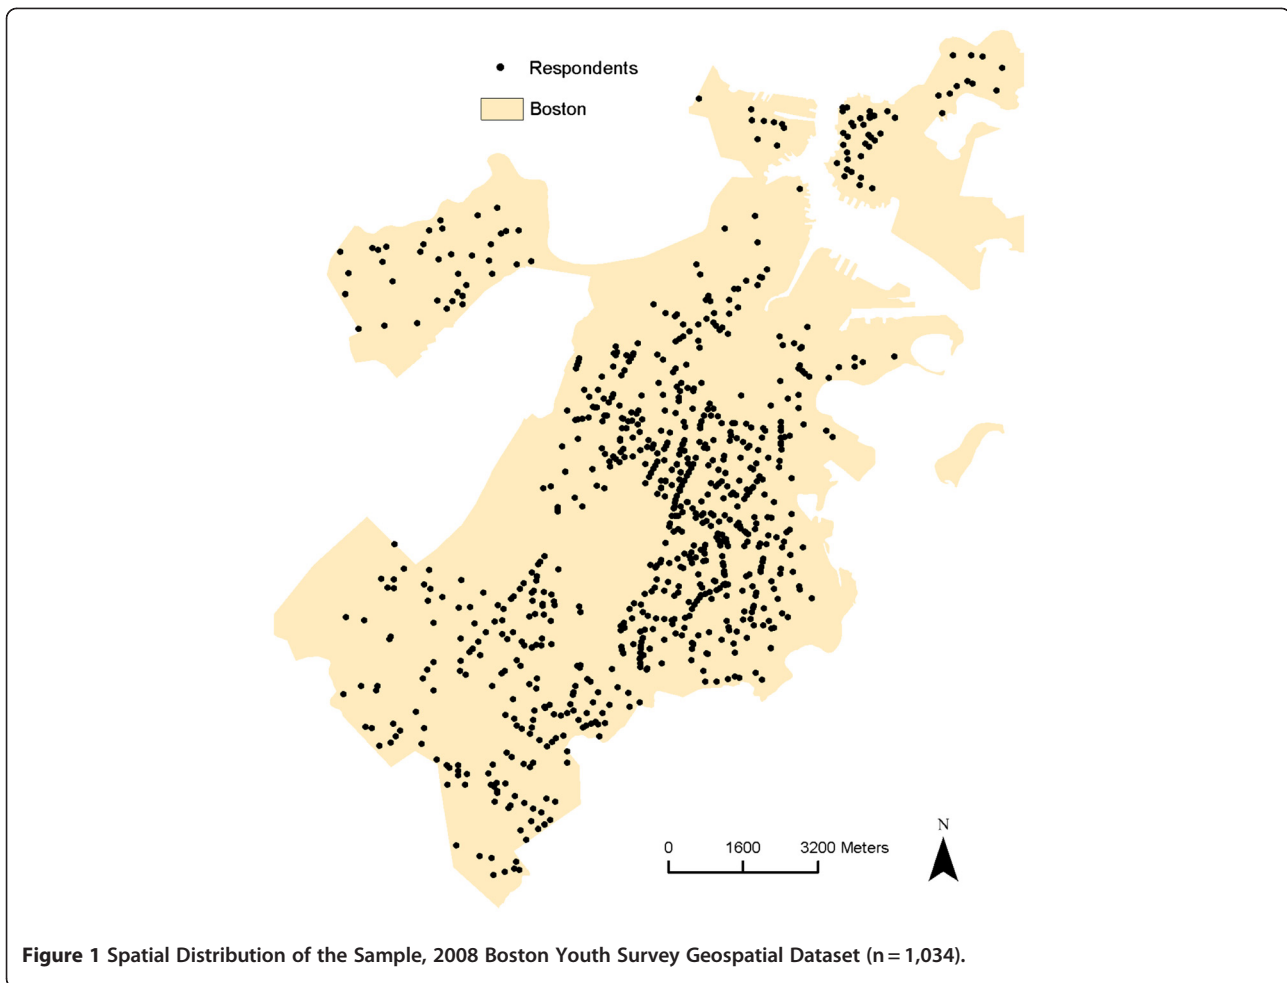 Respondents
Boston
N
0 1600 3200 Meters
Figure 1 Spatial Distribution of the Sample, 2008 Boston Youth Survey Geospatial Dataset (n = 1,034).